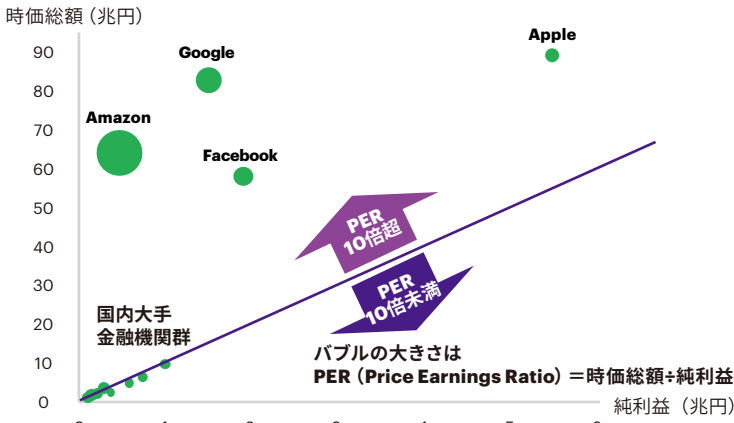 時価総額（兆円）
90
80
70
60
50
40
30
20
10
0
Apple
Google
Amazon
Facebook
PER
10倍超
PER
10倍未満
国内大手
金融機関群
バブルの大きさは
PER（Price Earnings Ratio）＝時価総額÷純利益
純利益（兆円）